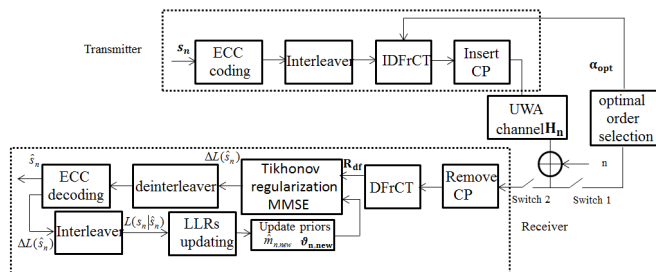 Transmitter
s_n
ECC
coding
Interleaver
IDFrCT
Insert
CP
α_opt
UWA
channel H_n
optimal
order
selection
n
Switch 2
Switch 1
Receiver
ŝ_n
ECC
decoding
deinterleaver
ΔL(ŝ_n)
Tikhonov
regularization
MMSE
R_df
DFrCT
Remove
CP
ΔL(ŝ_n)
Interleaver
L(s_n|ŝ_n)
LLRs
updating
Update priors
m̂_n,new ϑ_n,new